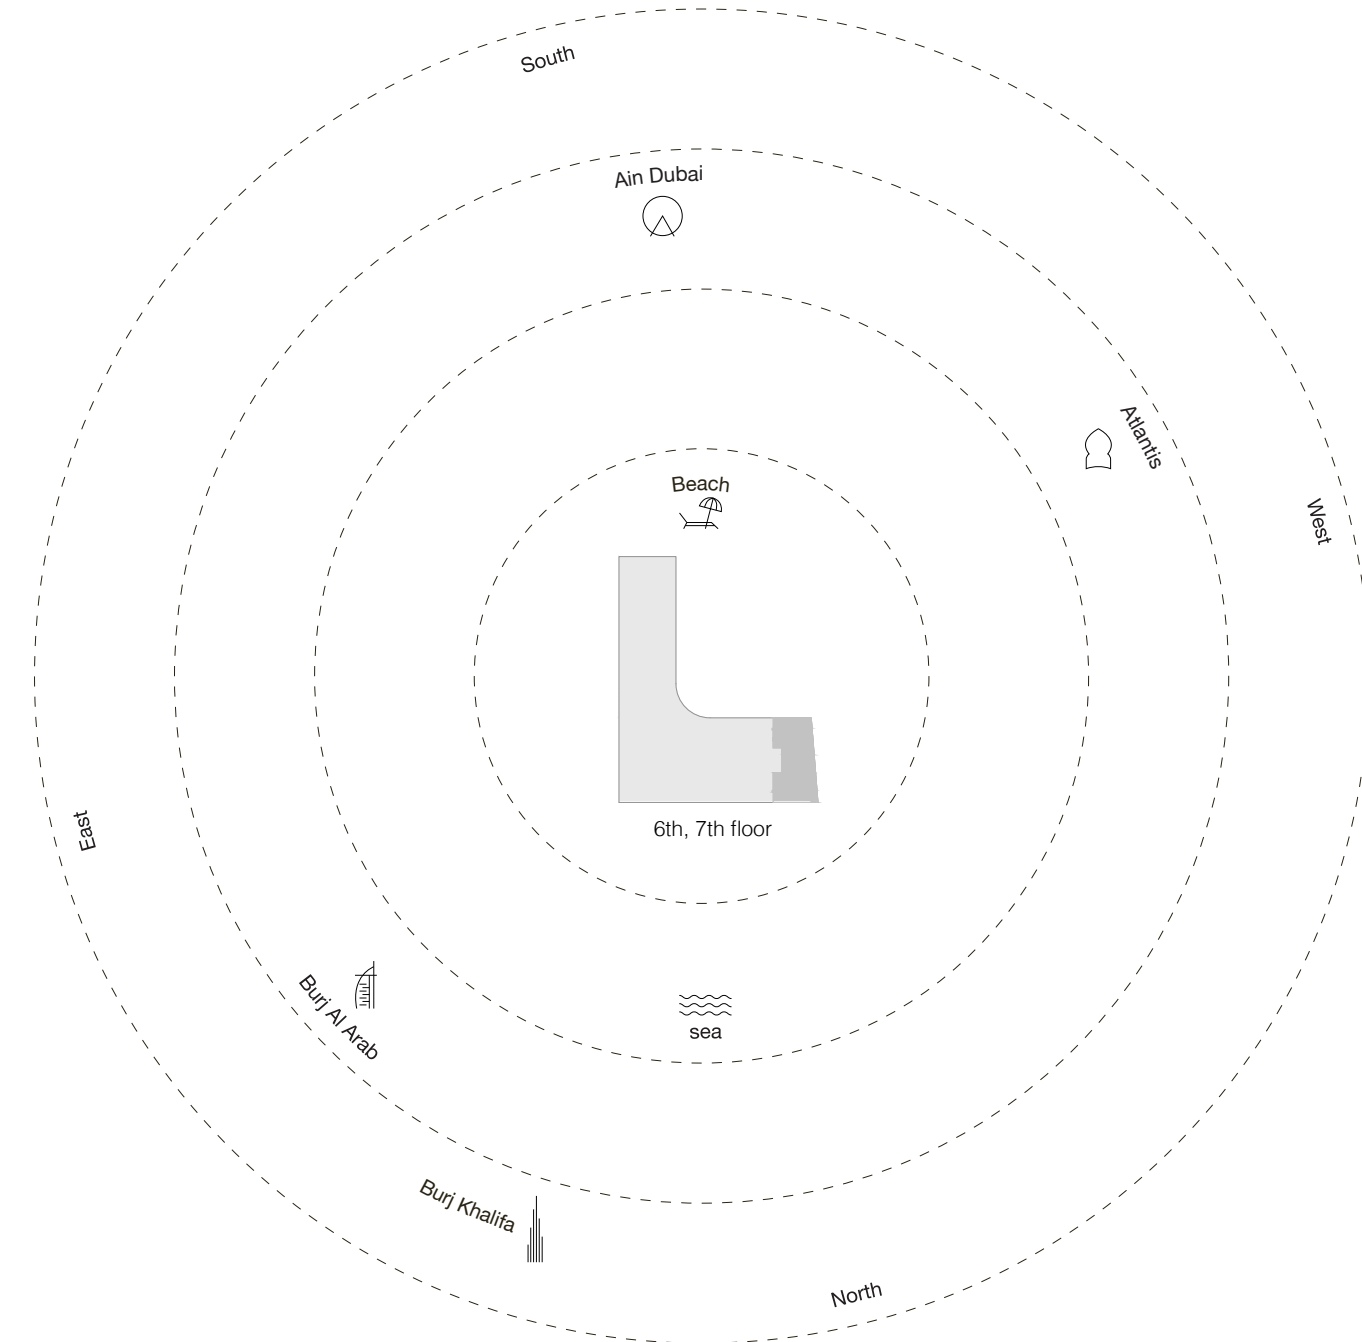 South
Ain Dubai
Atlantis
Beach
West
East
6th, 7th floor
Burj Al Arab
sea
Burj Khalifa
North